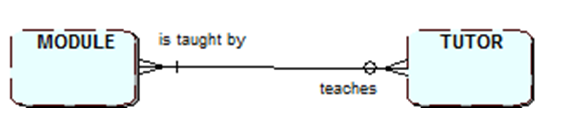 MODULE
is taught by
TUTOR
teaches